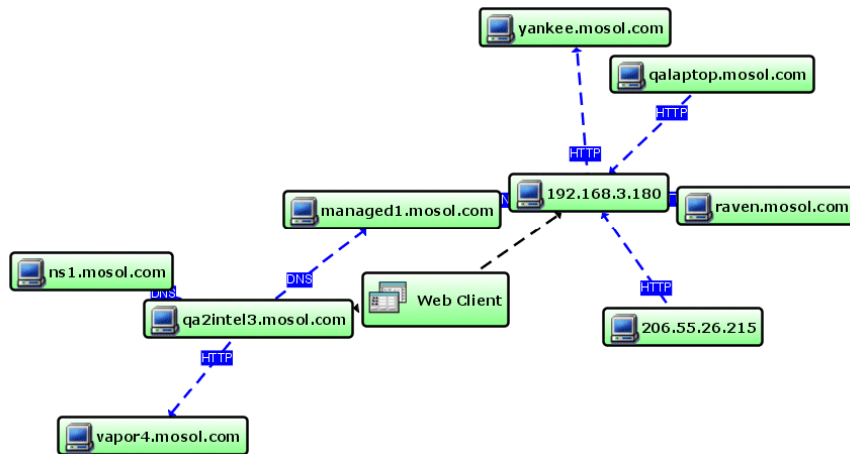 yankee.mosol.com
qalaptop.mosol.com
HTTP
HTTP
192.168.3.180
managed1.mosol.com
raven.mosol.com
ns1.mosol.com
DNS
DNS
Web Client
HTTP
qa2intel3.mosol.com
206.55.26.215
HTTP
vapor4.mosol.com